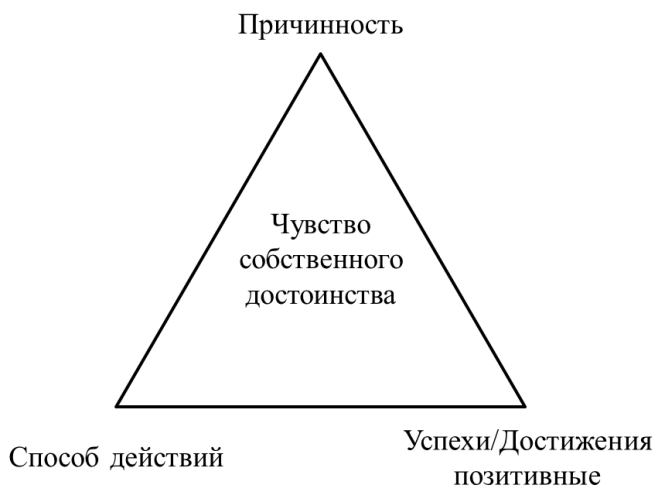 Причинность
Чувство
собственного
достоинства
Способ действий
Успехи/Достижения
позитивные